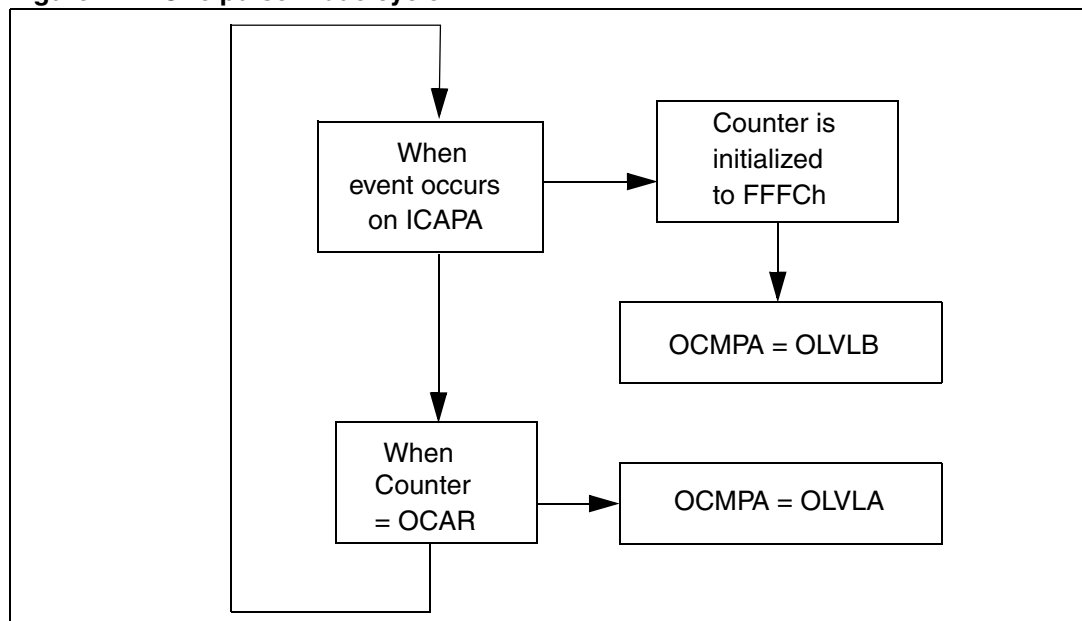 When
event occurs
on ICAPA
Counter is
initialized
to FFFCh
OCMPA = OLVLB
When
Counter
= OCAR
OCMPA = OLVLA